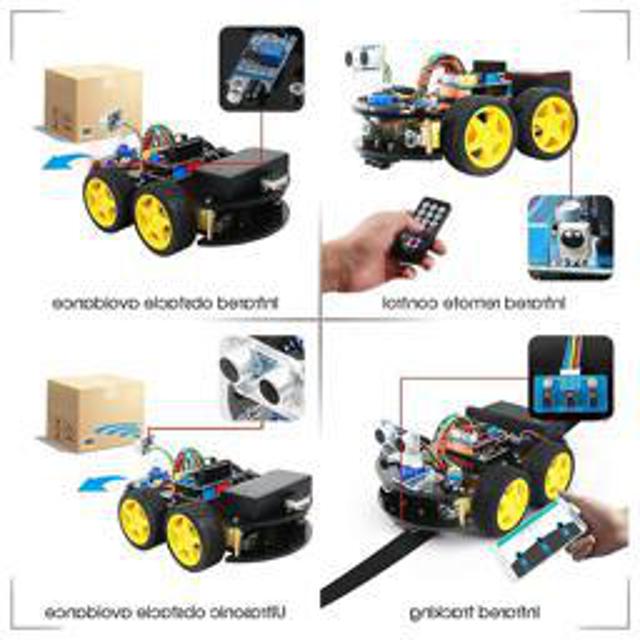 Infrared obstacle avoidance
Infrared remote control
Ultrasonic obstacle avoidance
Infrared tracking